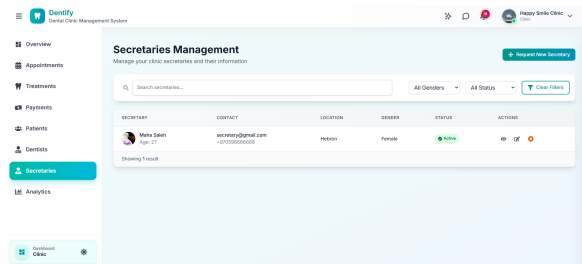 Dentify
Dental Clinic Management System
Happy Smile Clinic
Clinic
Overview
Appointments
Treatments
Payments
Patients
Dentists
Secretaries
Analytics
Dashboard
Clinic
Secretaries Management
Manage your clinic secretaries and their information
+ Request New Secretary
Search secretaries...
All Genders
All Status
Clear Filters
SECRETARY CONTACT LOCATION GENDER STATUS ACTIONS
Maha Saleh secretary@gmail.com Hebron Female Active
Age: 27 +970598888888
Showing 1 result